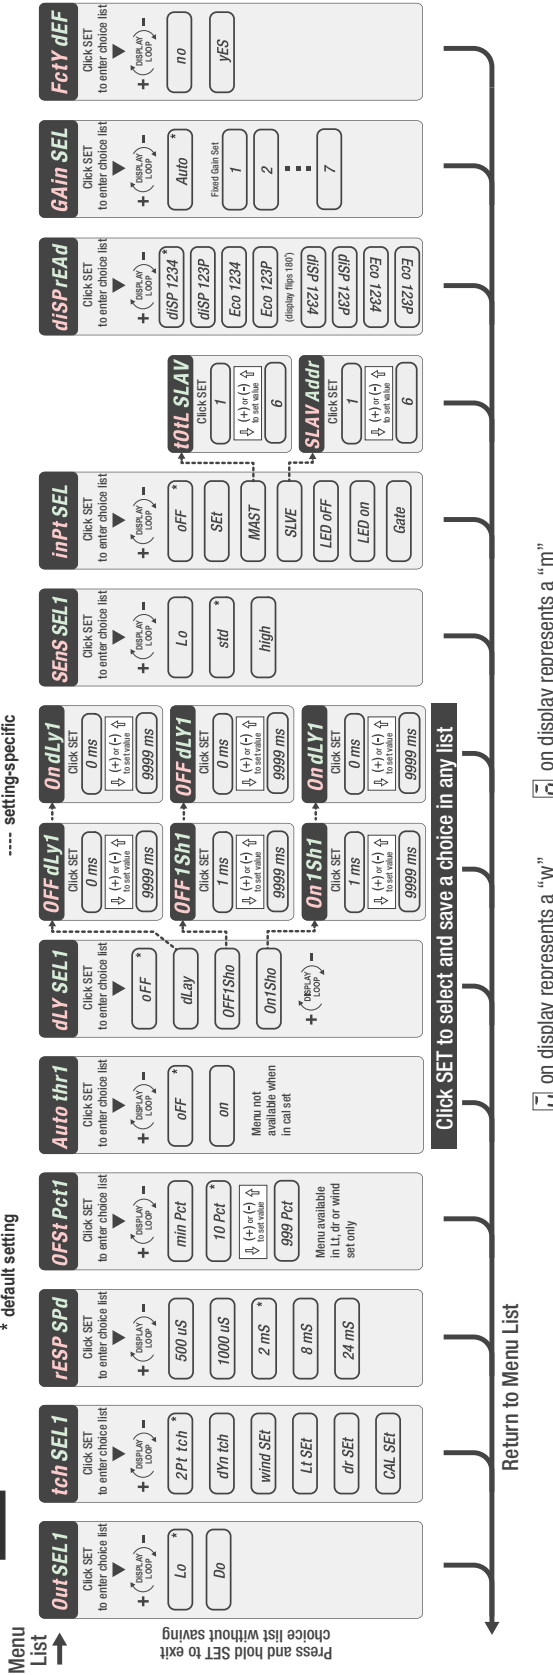 * default setting
----- setting-specific
Menu
List
Out SEL1
Click SET
to enter choice list
+ DISPLAY LOOP -
Lo *
Do
tch SEL1
Click SET
to enter choice list
+ DISPLAY LOOP -
2Pt tch *
dYn tch
wind SEt
Lt SEt
dr SEt
CAL SEt
rESP SPd
Click SET
to enter choice list
+ DISPLAY LOOP -
500 uS
1000 uS
2 mS *
8 mS
24 mS
OFSt Pct1
Click SET
to enter choice list
+ DISPLAY LOOP -
min Pct
10 Pct *
(+) or (-)
to set value
999 Pct
Menu available
in Lt, dr or wind
set only
Auto thr1
Click SET
to enter choice list
+ DISPLAY LOOP -
oFF *
on
Menu not
available when
in cal set
dLY SEL1
Click SET
to enter choice list
oFF *
dLay
OFF1Sho
On1Sho
+ DISPLAY LOOP -
OFF dLy1
Click SET
0 ms
(+) or (-)
to set value
9999 ms
On dLy1
Click SET
0 ms
(+) or (-)
to set value
9999 ms
OFF 1Sh1
Click SET
1 ms
(+) or (-)
to set value
9999 ms
OFF dLY1
Click SET
0 ms
(+) or (-)
to set value
9999 ms
On 1Sh1
Click SET
1 ms
(+) or (-)
to set value
9999 ms
On dLY1
Click SET
0 ms
(+) or (-)
to set value
9999 ms
SEnS SEL1
Click SET
to enter choice list
+ DISPLAY LOOP -
Lo
std *
high
inPt SEL
Click SET
to enter choice list
+ DISPLAY LOOP -
oFF *
SEt
MAST
SLVE
LED oFF
LED on
Gate
tOtL SLAV
Click SET
1
(+) or (-)
to set value
6
SLAV Addr
Click SET
1
(+) or (-)
to set value
6
diSP rEAd
Click SET
to enter choice list
+ DISPLAY LOOP -
diSP 1234 *
diSP 123P
Eco 1234
Eco 123P
(display flips 180˚)
diSP 1234
diSP 123P
Eco 1234
Eco 123P
GAin SEL
Click SET
to enter choice list
+ DISPLAY LOOP -
Auto *
Fixed Gain Set
1
2
7
FctY dEF
Click SET
to enter choice list
+ DISPLAY LOOP -
no
yES
Press and hold SET to exit
choice list without saving
Click SET to select and save a choice in any list
Return to Menu List
on display represents a “w”
on display represents a “m”